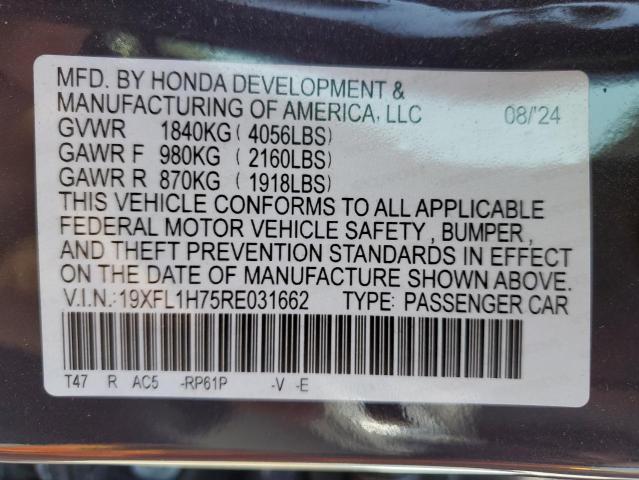 MFD. BY HONDA DEVELOPMENT &
MANUFACTURING OF AMERICA, LLC 08/'24
GVWR 1840KG (4056LBS)
GAWR F 980KG (2160LBS)
GAWR R 870KG (1918LBS)
THIS VEHICLE CONFORMS TO ALL APPLICABLE
FEDERAL MOTOR VEHICLE SAFETY, BUMPER,
AND THEFT PREVENTION STANDARDS IN EFFECT
ON THE DATE OF MANUFACTURE SHOWN ABOVE.
V.I.N.:19XFL1H75RE031662 TYPE: PASSENGER CAR
T47 R AC5 -RP61P -V -E